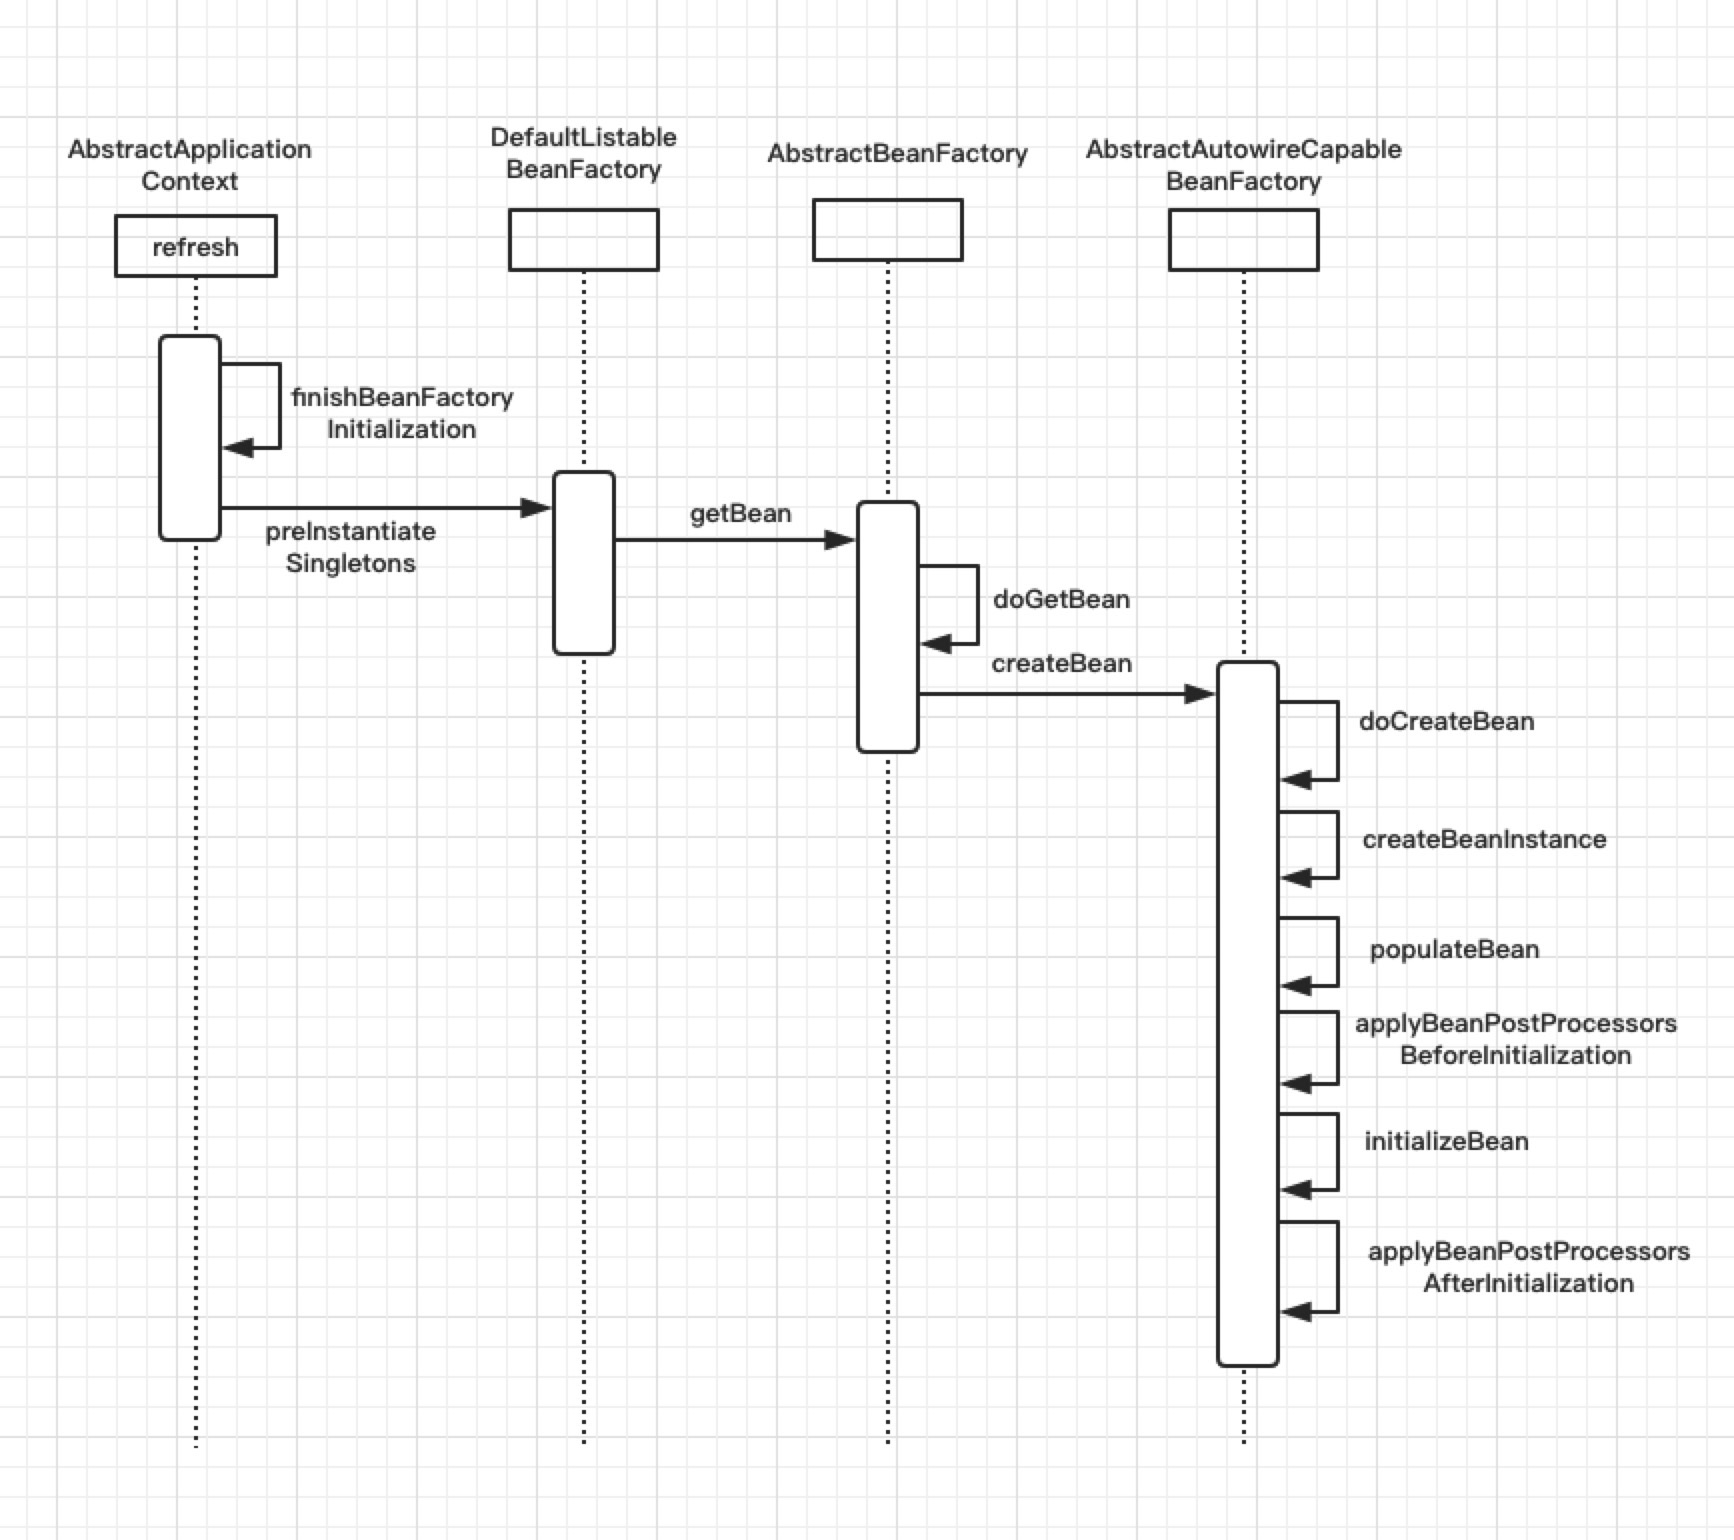 AbstractApplication
Context
DefaultListable
BeanFactory
AbstractBeanFactory
AbstractAutowireCapable
BeanFactory
refresh
finishBeanFactory
Initialization
preInstantiate
Singletons
getBean
doGetBean
createBean
doCreateBean
createBeanInstance
populateBean
applyBeanPostProcessors
BeforeInitialization
initializeBean
applyBeanPostProcessors
AfterInitialization